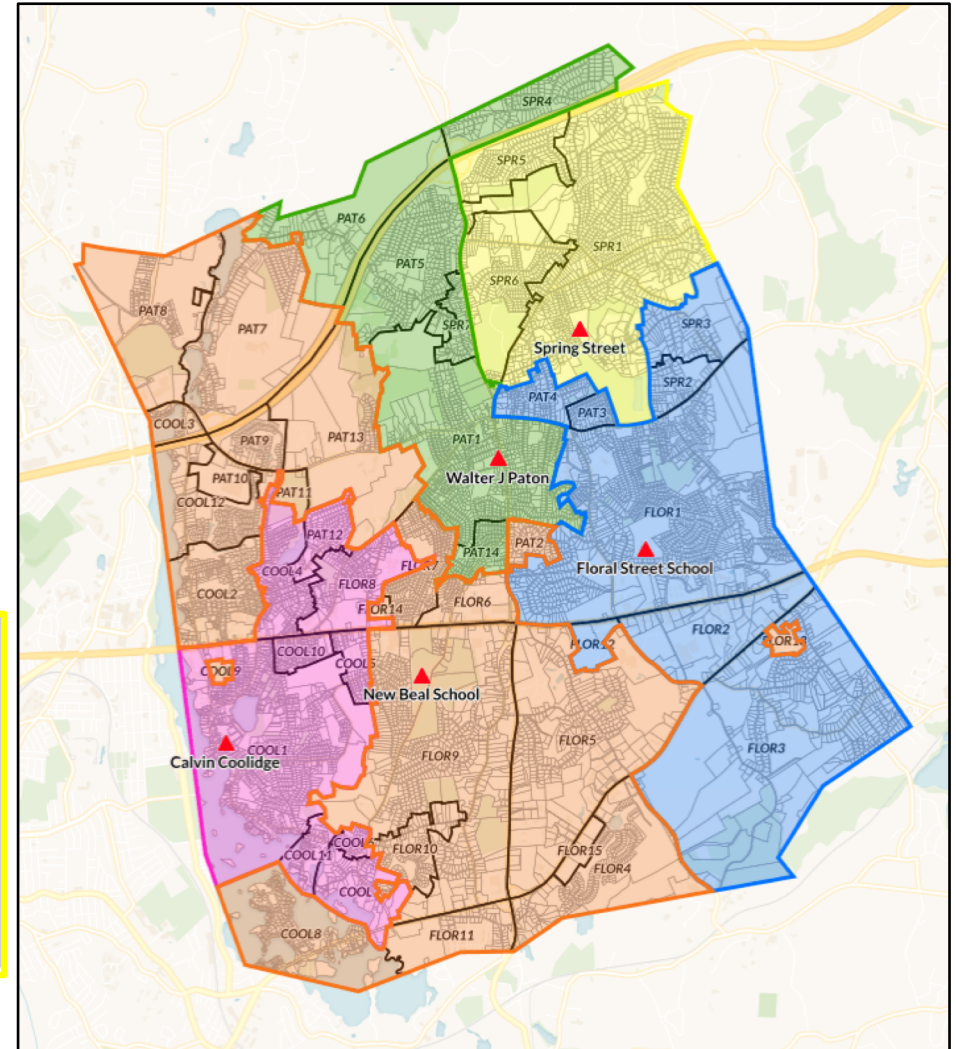 SPR4
SPR5
PAT6
SPR1
PAT5
SPR6
PAT8
PAT7
SPR7
SPR3
Spring Street
SPR2
PAT4
PAT3
COOL3
PAT9
PAT13
PAT1
PAT10
Walter J Paton
PAT11
COOL12
FLOR1
PAT12
PAT2
PAT14
COOL4
FLOR7
Floral Street School
FLOR8
COOL2
FLOR14
FLOR6
FLOR2
FLOR12
FLOR13
COOL10
COOL5
COOL9
New Beal School
FLOR5
FLOR3
COOL1
FLOR9
Calvin Coolidge
COOL
FLOR10
COOL11
FLOR15
FLOR4
COOL
COOL8
FLOR11